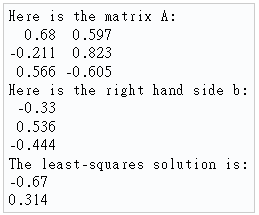 Here is the matrix A:
  0.68  0.597
-0.211  0.823
 0.566 -0.605
Here is the right hand side b:
 -0.33
 0.536
-0.444
The least-squares solution is:
-0.67
0.314